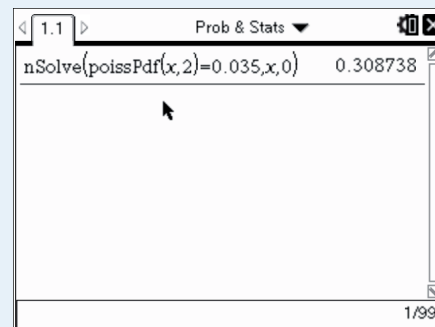 1.1 Prob & Stats
nSolve(poissPdf(x,2)=0.035,x,0) 0.308738
1/99